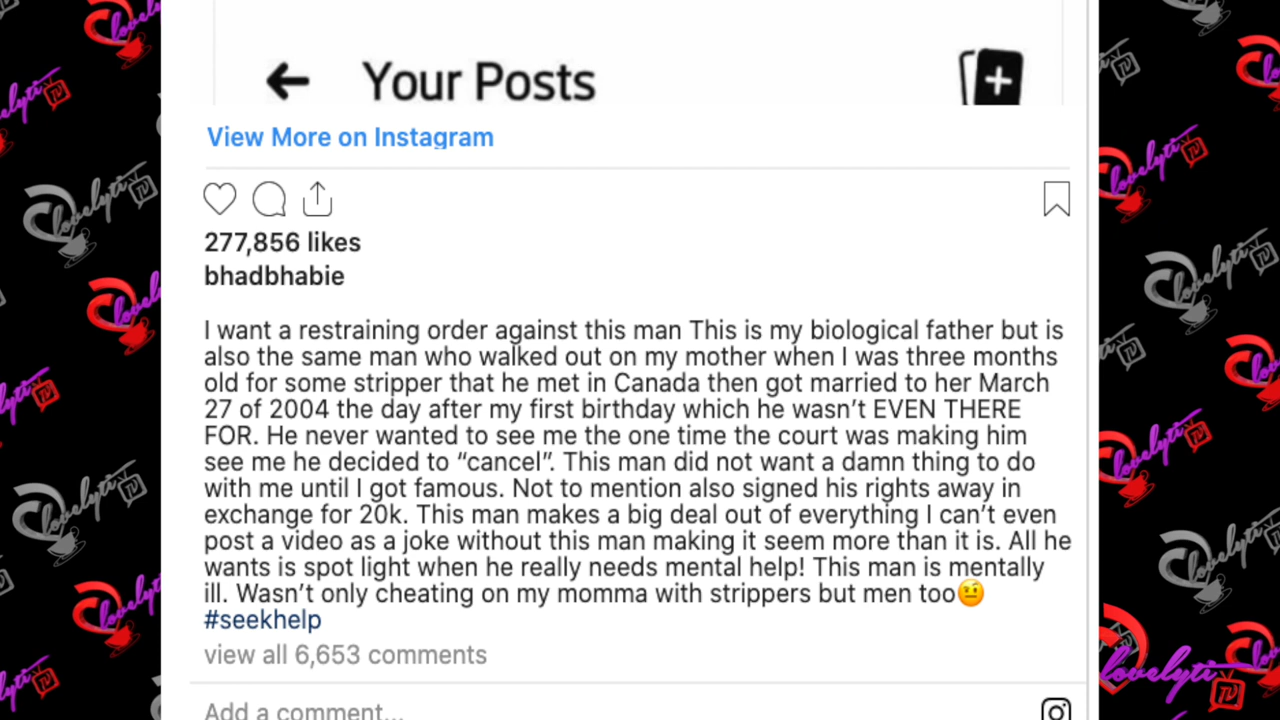 Your Posts
View More on Instagram
277,856 likes
bhadbhabie
I want a restraining order against this man This is my biological father but is
also the same man who walked out on my mother when I was three months
old for some stripper that he met in Canada then got married to her March
27 of 2004 the day after my first birthday which he wasn’t EVEN THERE
FOR. He never wanted to see me the one time the court was making him
see me he decided to “cancel”. This man did not want a damn thing to do
with me until I got famous. Not to mention also signed his rights away in
exchange for 20k. This man makes a big deal out of everything I can’t even
post a video as a joke without this man making it seem more than it is. All he
wants is spot light when he really needs mental help! This man is mentally
ill. Wasn’t only cheating on my momma with strippers but men too🤨
#seekhelp
view all 6,653 comments
Add a comment...
lovelyti TV